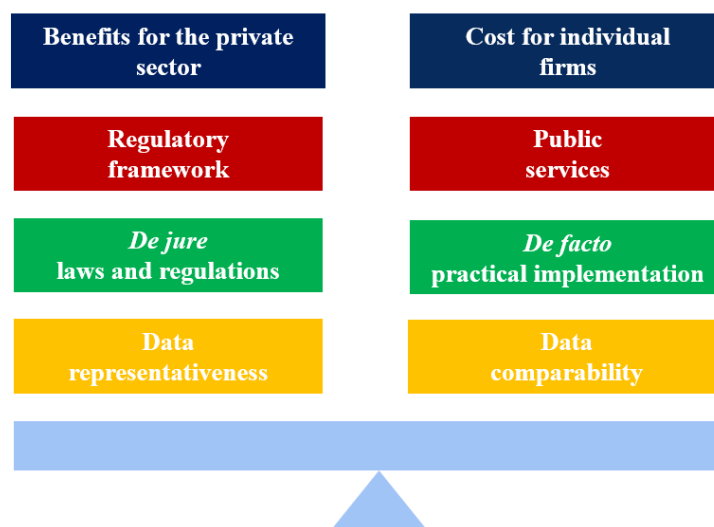 Benefits for the private
sector
Cost for individual
firms
Regulatory
framework
Public
services
De jure
laws and regulations
De facto
practical implementation
Data
representativeness
Data
comparability